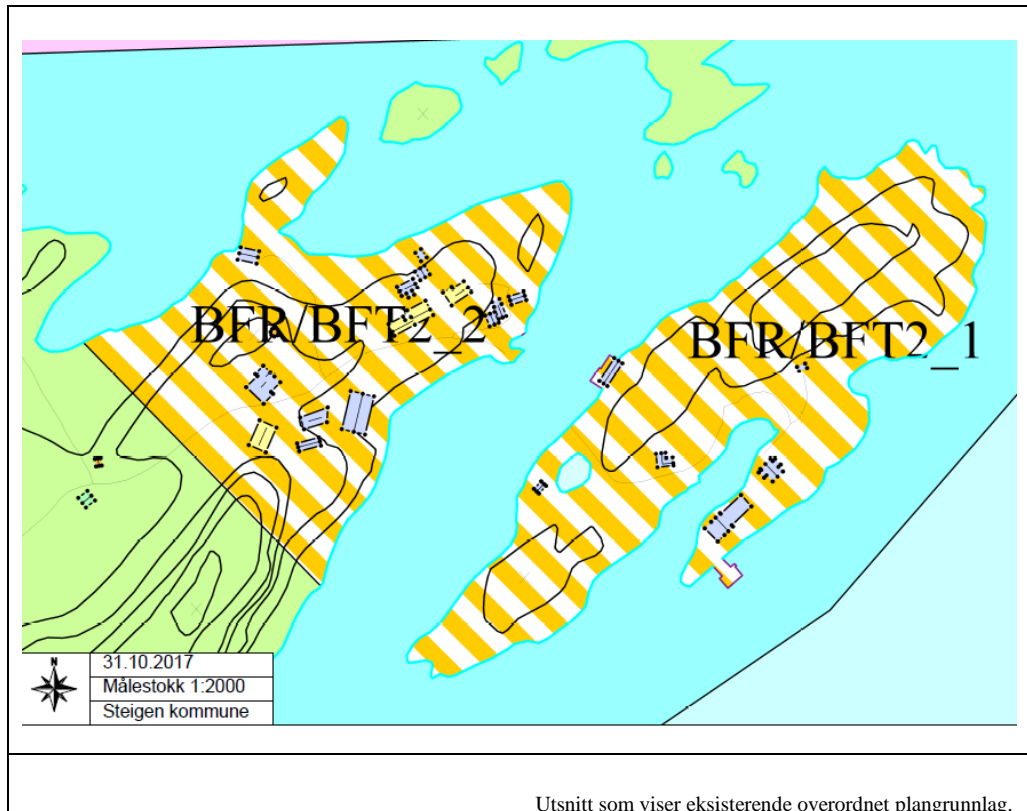 BFR/BFT2_2
BFR/BFT2_1
N
31.10.2017
Målestokk 1:2000
Steigen kommune
Utsnitt som viser eksisterende overordnet plangrunnlag.